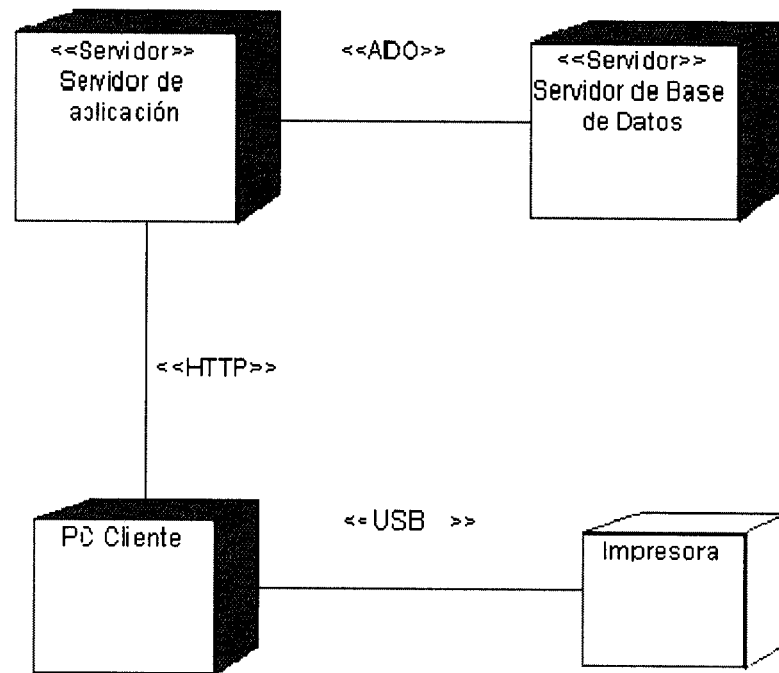 <<Servidor>>
Servidor de
aplicación
<<ADO>>
<<Servidor>>
Servidor de Base
de Datos
<<HTTP>>
PC Cliente
<<USB >>
Impresora